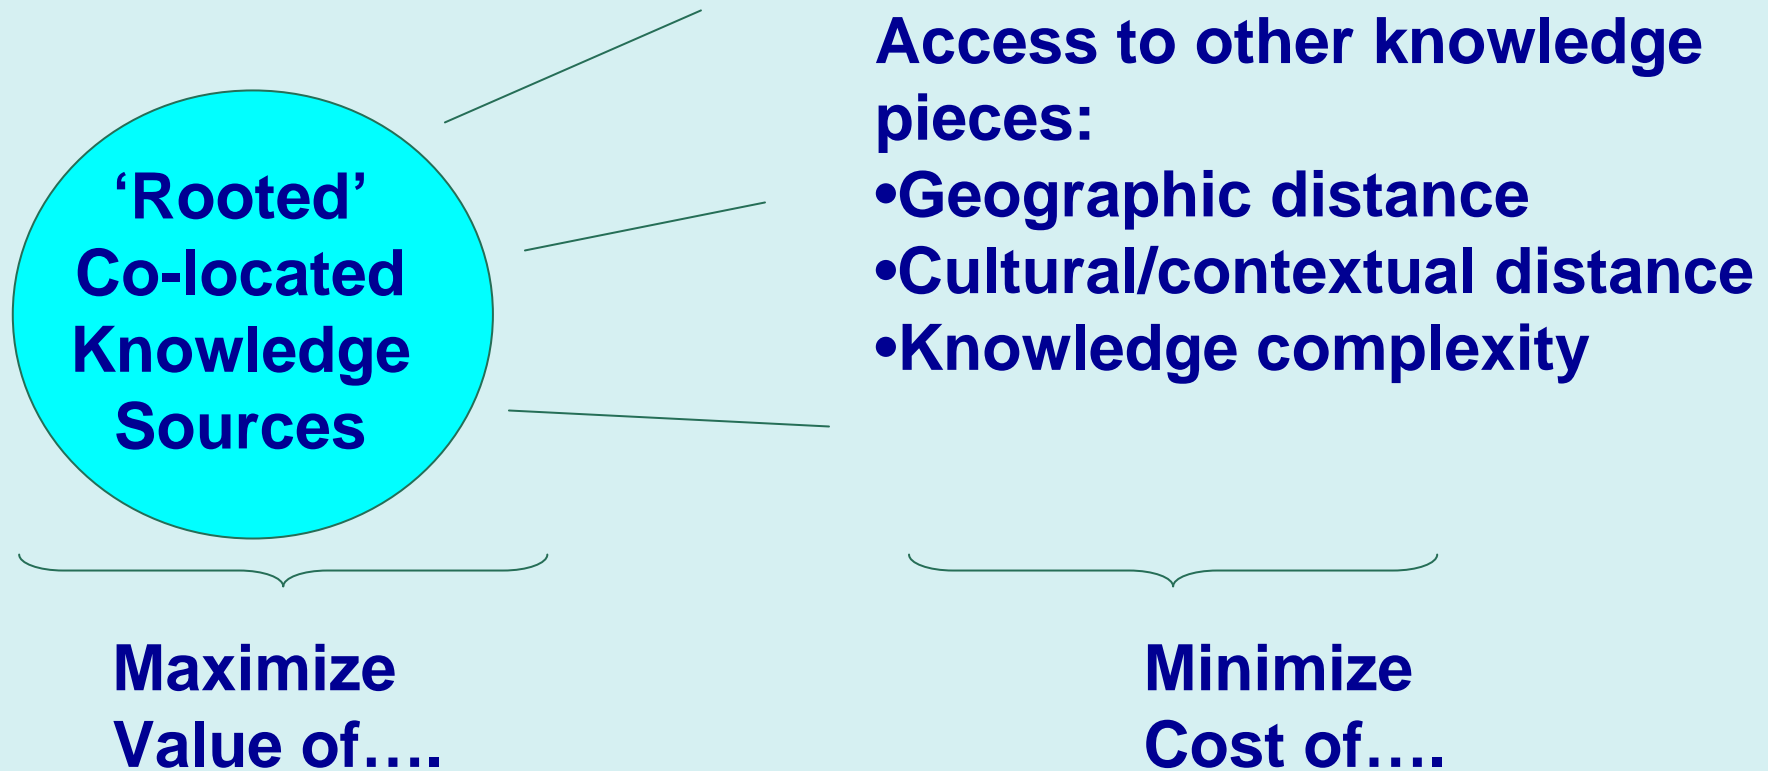 ‘Rooted’
Co-located
Knowledge
Sources
Access to other knowledge
pieces:
•Geographic distance
•Cultural/contextual distance
•Knowledge complexity
Maximize
Value of….
Minimize
Cost of….